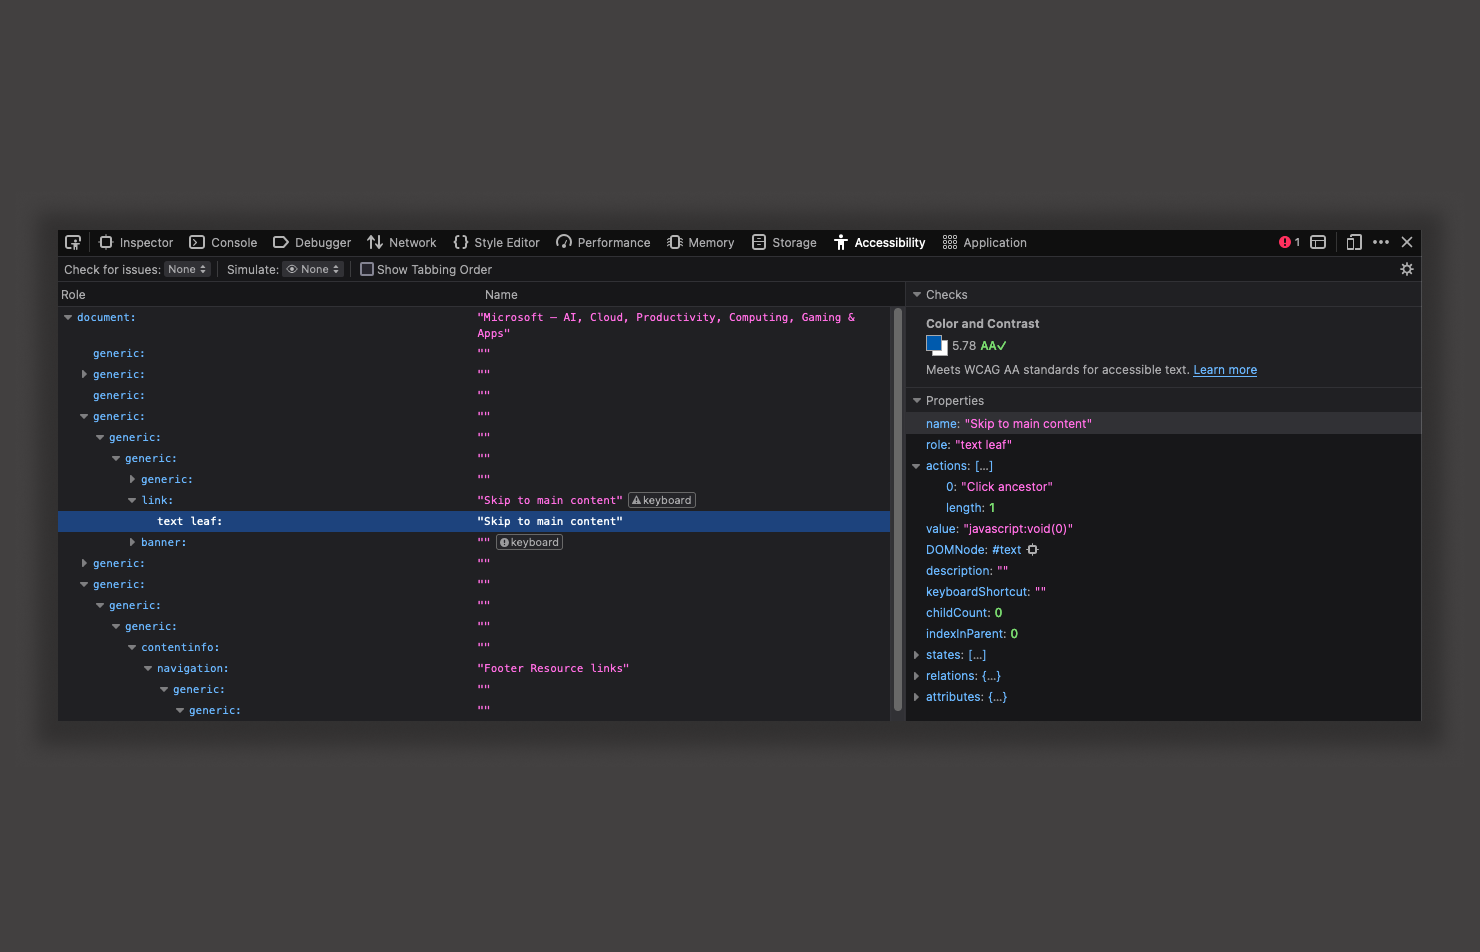 Inspector Console Debugger Network Style Editor Performance Memory Storage Accessibility Application 1
Check for issues: None Simulate: None Show Tabbing Order
Role Name
document: "Microsoft – AI, Cloud, Productivity, Computing, Gaming &
Apps"
generic: ""
generic: ""
generic: ""
generic: ""
generic: ""
generic: ""
generic: ""
link: "Skip to main content" keyboard
text leaf: "Skip to main content"
banner: "" keyboard
generic: ""
generic: ""
generic: ""
generic: ""
contentinfo: ""
navigation: "Footer Resource links"
generic: ""
generic: ""
Checks
Color and Contrast
5.78 AA✓
Meets WCAG AA standards for accessible text. Learn more
Properties
name: "Skip to main content"
role: "text leaf"
actions: […]
0: "Click ancestor"
length: 1
value: "javascript:void(0)"
DOMNode: #text
description: ""
keyboardShortcut: ""
childCount: 0
indexInParent: 0
states: […]
relations: {…}
attributes: {…}